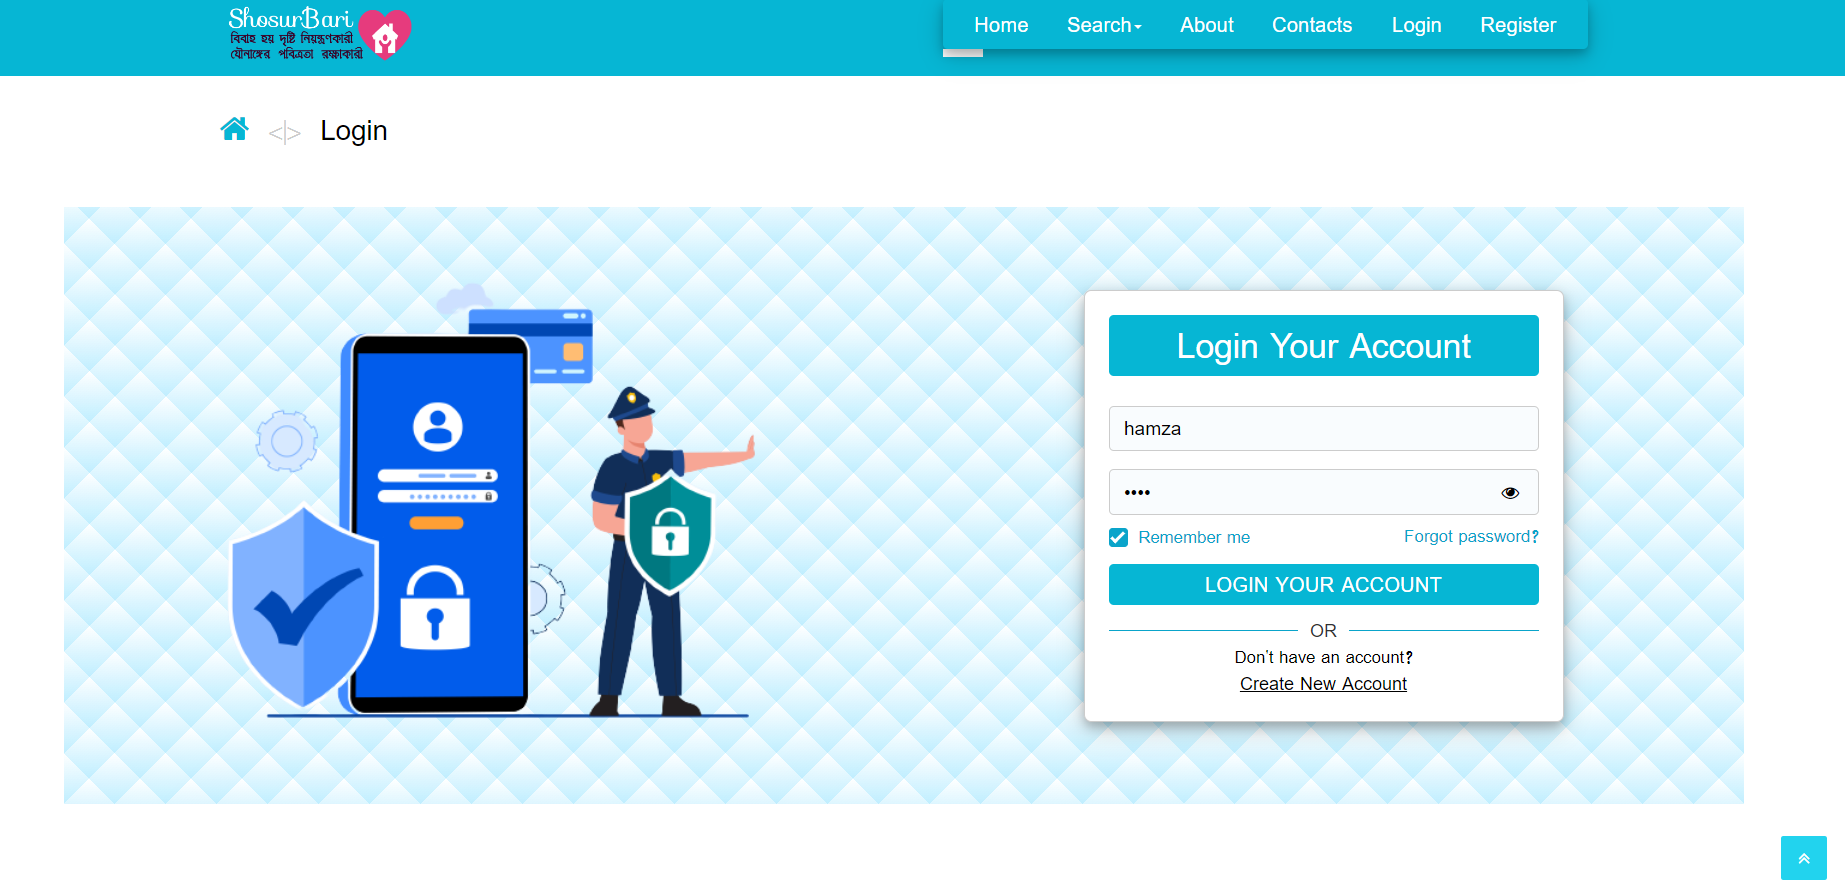 ShosurBari
বিবাহ হয় দৃষ্টি নিয়ন্ত্রণকারী
যৌনাঙ্গের পবিত্রতা রক্ষাকারী
Home Search About Contacts Login Register
<|> Login
Login Your Account
hamza
••••
Remember me Forgot password?
LOGIN YOUR ACCOUNT
OR
Don't have an account?
Create New Account